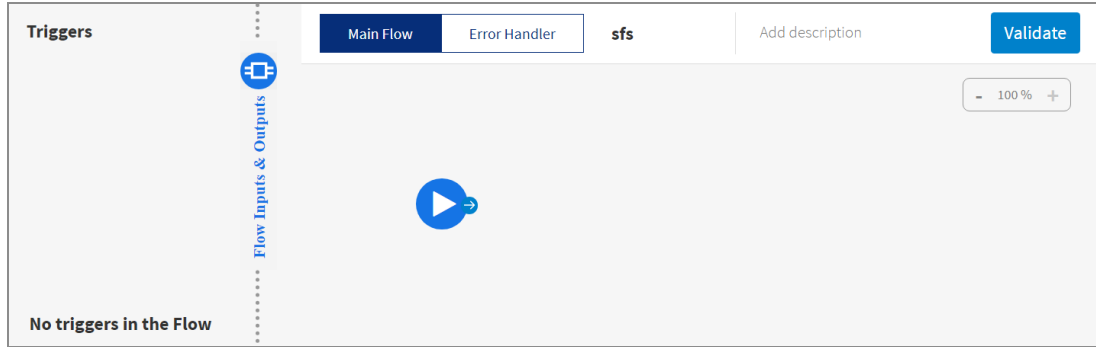 Triggers
Main Flow
Error Handler
sfs
Add description
Validate
Flow Inputs & Outputs
- 100 % +
No triggers in the Flow